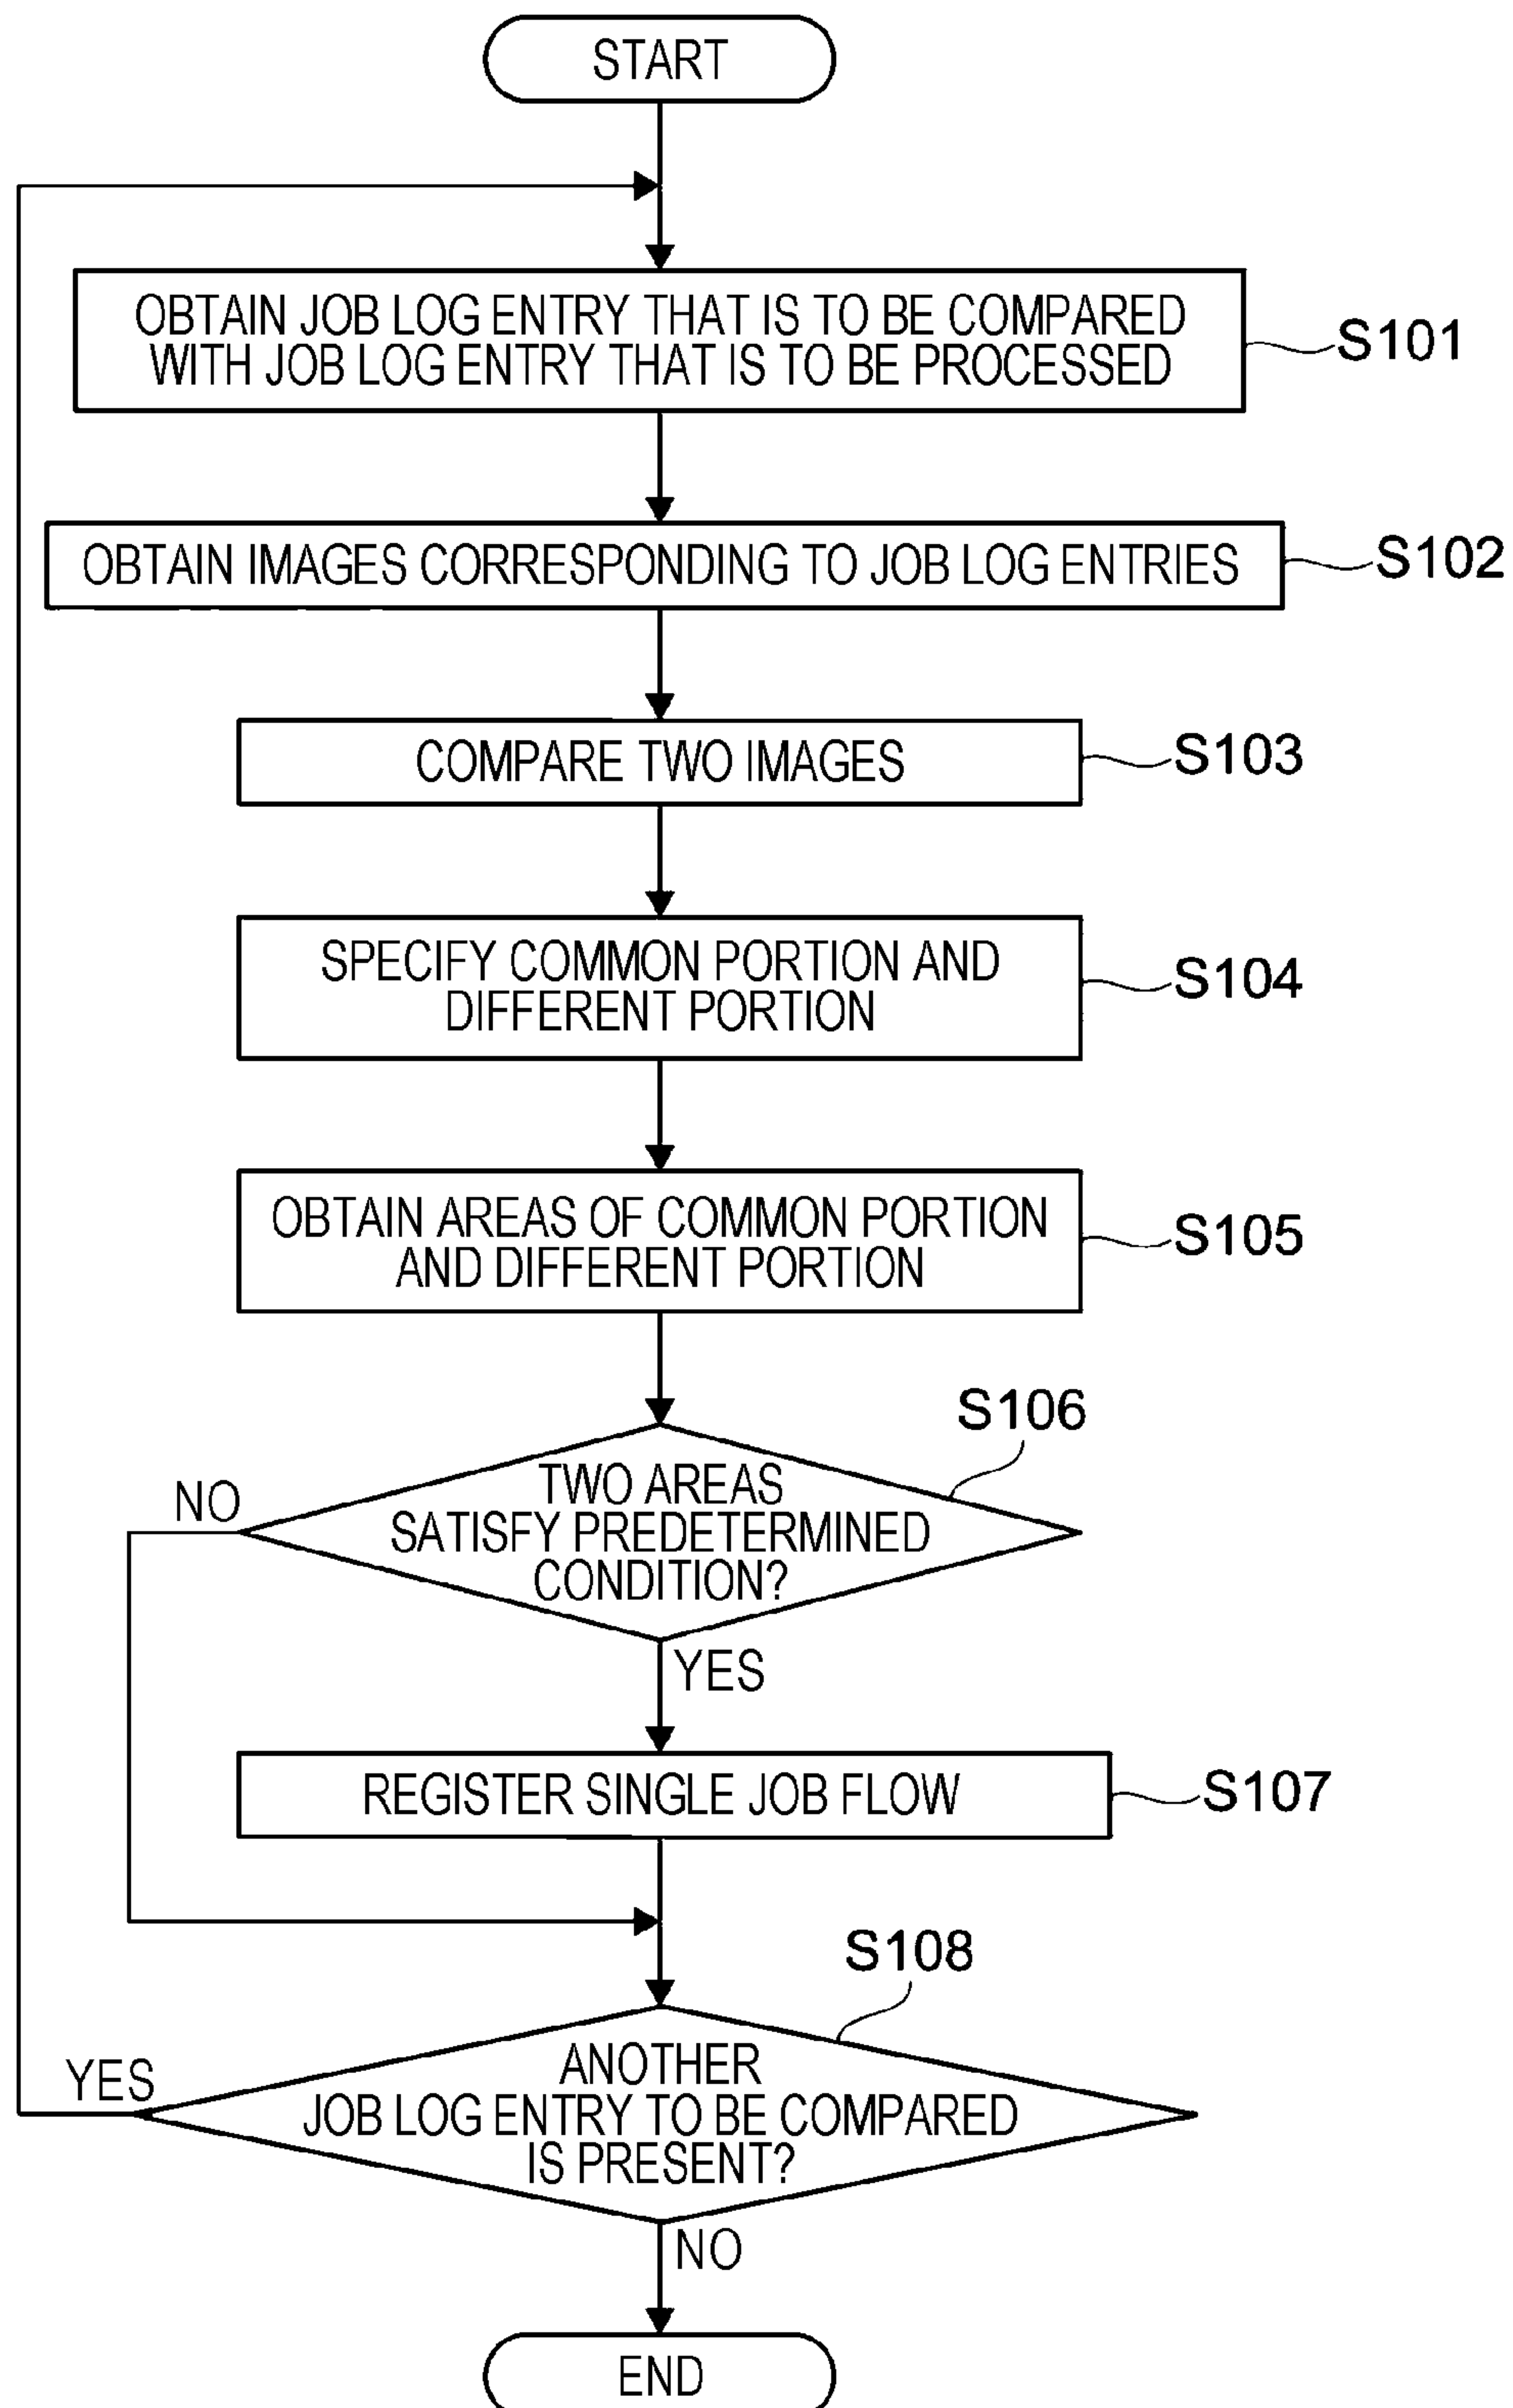 START
OBTAIN JOB LOG ENTRY THAT IS TO BE COMPARED
WITH JOB LOG ENTRY THAT IS TO BE PROCESSED
S101
OBTAIN IMAGES CORRESPONDING TO JOB LOG ENTRIES
S102
COMPARE TWO IMAGES
S103
SPECIFY COMMON PORTION AND
DIFFERENT PORTION
S104
OBTAIN AREAS OF COMMON PORTION
AND DIFFERENT PORTION
S105
S106
TWO AREAS
SATISFY PREDETERMINED
CONDITION?
NO
YES
REGISTER SINGLE JOB FLOW
S107
S108
ANOTHER
JOB LOG ENTRY TO BE COMPARED
IS PRESENT?
YES
NO
END